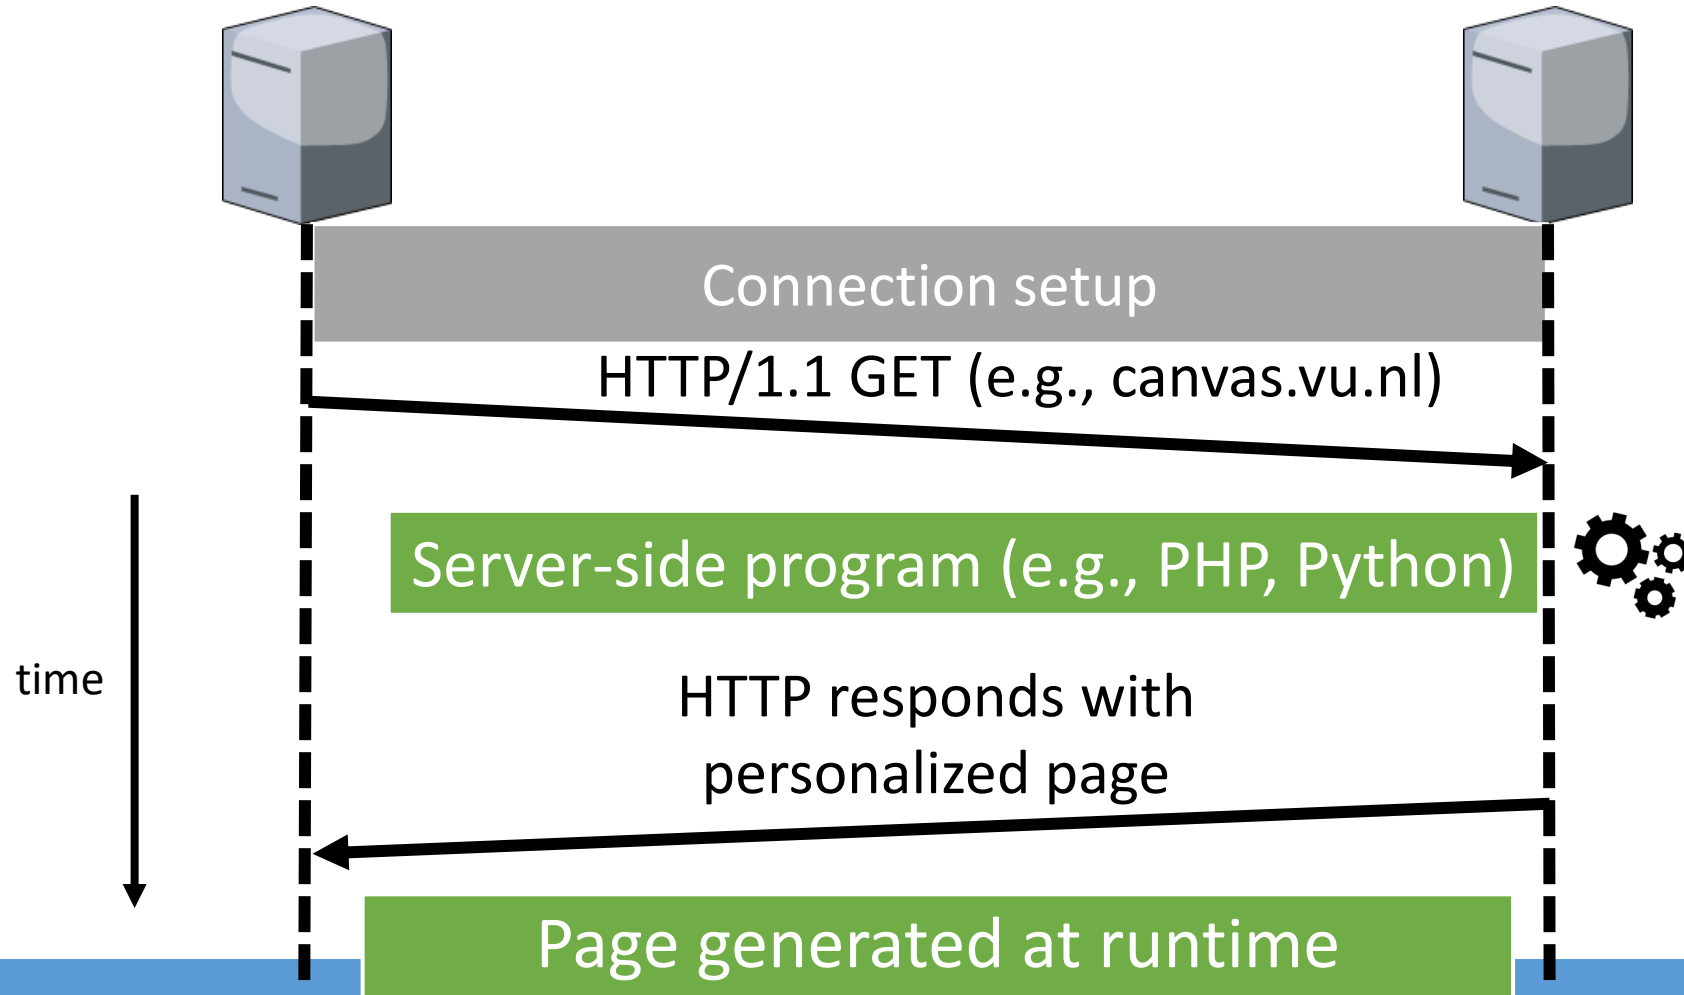 Connection setup
HTTP/1.1 GET (e.g., canvas.vu.nl)
Server-side program (e.g., PHP, Python)
time
HTTP responds with
personalized page
Page generated at runtime